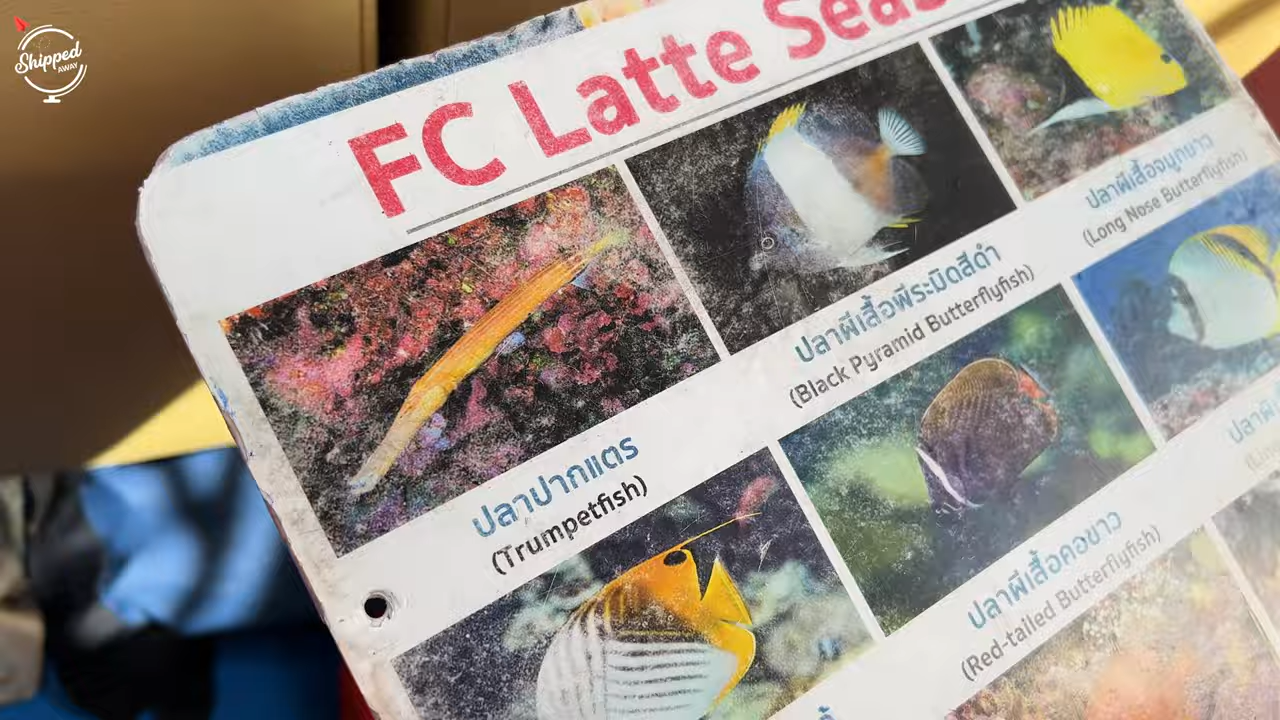 Shipped
AWAY
FC Latte Seas
ปลาปากแตร
(Trumpetfish)
ปลาผีเสื้อพีระมิดสีดำ
(Black Pyramid Butterflyfish)
ปลาผีเสื้อจมูกยาว
(Long Nose Butterflyfish)
ปลาผีเสื้อคอขาว
(Red-tailed Butterflyfish)